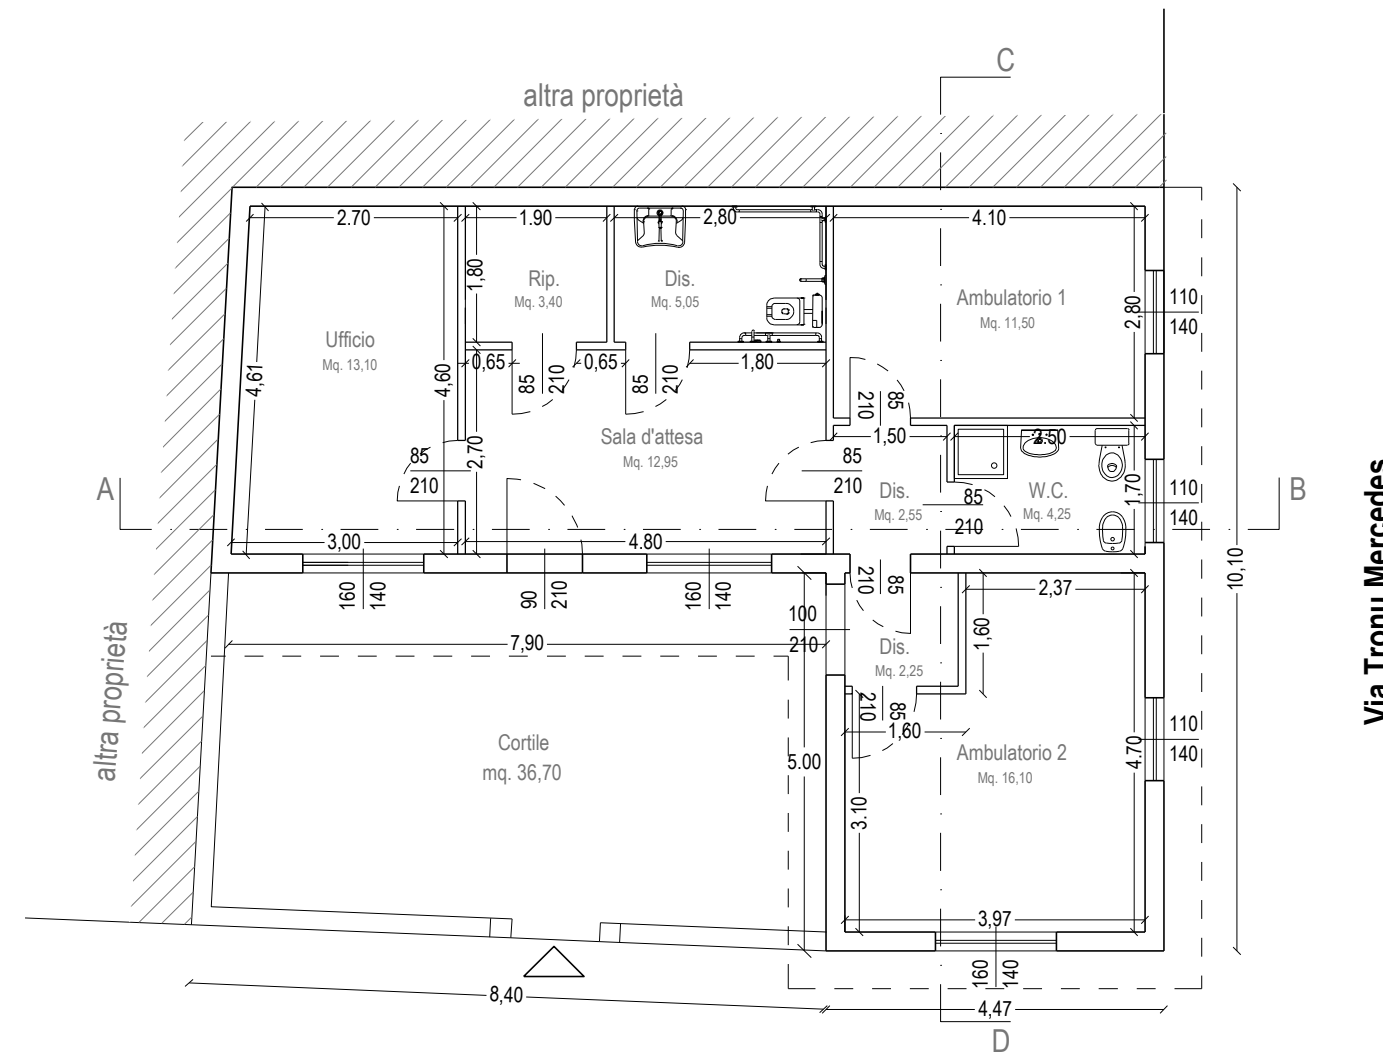 C
altra proprietà
2.70
1.90
2,80
4.10
1,80
Rip.
Mq. 3,40
Dis.
Mq. 5,05
Ambulatorio 1
Mq. 11,50
2,80
110
140
Ufficio
Mq. 13,10
4,61
4,60
0,65
85
210
0,65
85
210
1,80
210
85
Sala d'attesa
Mq. 12,95
2,70
1,50
2.50
85
210
85
210
Dis.
Mq. 2,55
85
210
W.C.
Mq. 4,25
1,70
110
140
A
B
3,00
4.80
160
140
90
210
160
140
210
85
2,37
10,10
100
210
1,60
7,90
Dis.
Mq. 2,25
altra proprietà
210
85
1,60
Cortile
mq. 36,70
5.00
Ambulatorio 2
Mq. 16,10
4.70
110
140
3.10
3,97
160
140
8,40
4,47
D
Via Tronu Mercedes